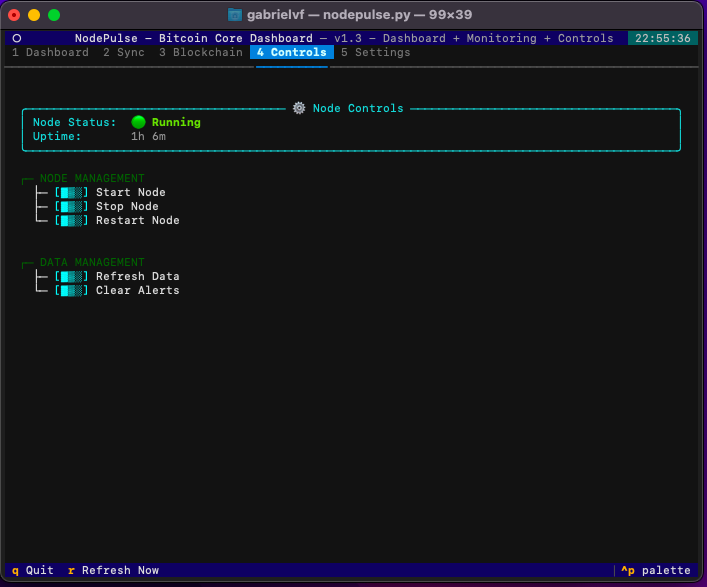 gabrielvf — nodepulse.py — 99×39
NodePulse — Bitcoin Core Dashboard — v1.3 — Dashboard + Monitoring + Controls 22:55:36
1 Dashboard 2 Sync 3 Blockchain 4 Controls 5 Settings
Node Controls
Node Status: Running
Uptime: 1h 6m
NODE MANAGEMENT
[█▓░] Start Node
[█▓░] Stop Node
[█▓░] Restart Node
DATA MANAGEMENT
[█▓░] Refresh Data
[█▓░] Clear Alerts
q Quit r Refresh Now ^p palette